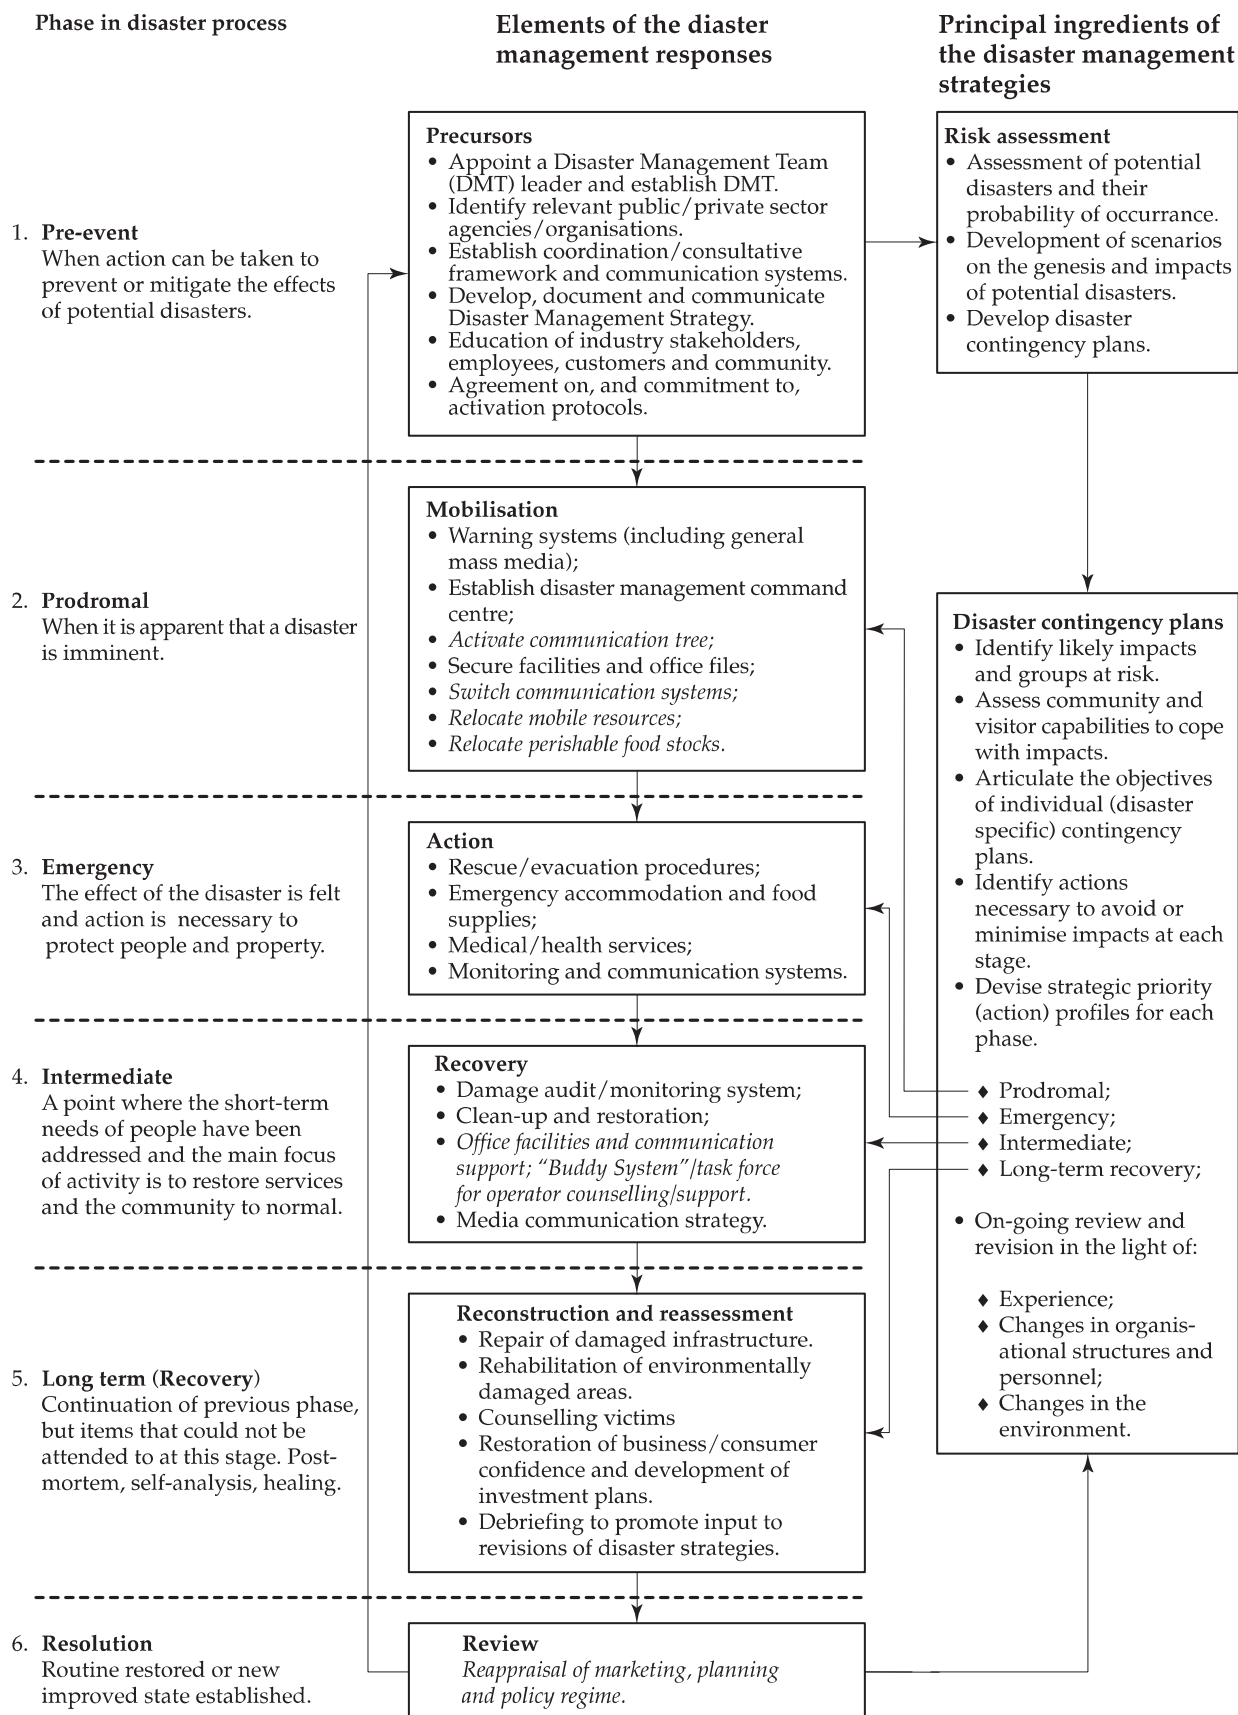 Phase in disaster process
Elements of the diaster
management responses
Principal ingredients of
the disaster management
strategies
1. Pre-event
When action can be taken to
prevent or mitigate the effects
of potential disasters.
Precursors
• Appoint a Disaster Management Team
(DMT) leader and establish DMT.
• Identify relevant public/private sector
agencies/organisations.
• Establish coordination/consultative
framework and communication systems.
• Develop, document and communicate
Disaster Management Strategy.
• Education of industry stakeholders,
employees, customers and community.
• Agreement on, and commitment to,
activation protocols.
Risk assessment
• Assessment of potential
disasters and their
probability of occurrance.
• Development of scenarios
on the genesis and impacts
of potential disasters.
• Develop disaster
contingency plans.
2. Prodromal
When it is apparent that a disaster
is imminent.
Mobilisation
• Warning systems (including general
mass media);
• Establish disaster management command
centre;
• Activate communication tree;
• Secure facilities and office files;
• Switch communication systems;
• Relocate mobile resources;
• Relocate perishable food stocks.
Disaster contingency plans
• Identify likely impacts
and groups at risk.
• Assess community and
visitor capabilities to cope
with impacts.
• Articulate the objectives
of individual (disaster
specific) contingency
plans.
• Identify actions
necessary to avoid or
minimise impacts at each
stage.
• Devise strategic priority
(action) profiles for each
phase.
♦ Prodromal;
♦ Emergency;
♦ Intermediate;
♦ Long-term recovery;
• On-going review and
revision in the light of:
♦ Experience;
♦ Changes in organis-
ational structures and
personnel;
♦ Changes in the
environment.
3. Emergency
The effect of the disaster is felt
and action is necessary to
protect people and property.
Action
• Rescue/evacuation procedures;
• Emergency accommodation and food
supplies;
• Medical/health services;
• Monitoring and communication systems.
4. Intermediate
A point where the short-term
needs of people have been
addressed and the main focus
of activity is to restore services
and the community to normal.
Recovery
• Damage audit/monitoring system;
• Clean-up and restoration;
• Office facilities and communication
support; “Buddy System”/task force
for operator counselling/support.
• Media communication strategy.
5. Long term (Recovery)
Continuation of previous phase,
but items that could not be
attended to at this stage. Post-
mortem, self-analysis, healing.
Reconstruction and reassessment
• Repair of damaged infrastructure.
• Rehabilitation of environmentally
damaged areas.
• Counselling victims
• Restoration of business/consumer
confidence and development of
investment plans.
• Debriefing to promote input to
revisions of disaster strategies.
6. Resolution
Routine restored or new
improved state established.
Review
Reappraisal of marketing, planning
and policy regime.